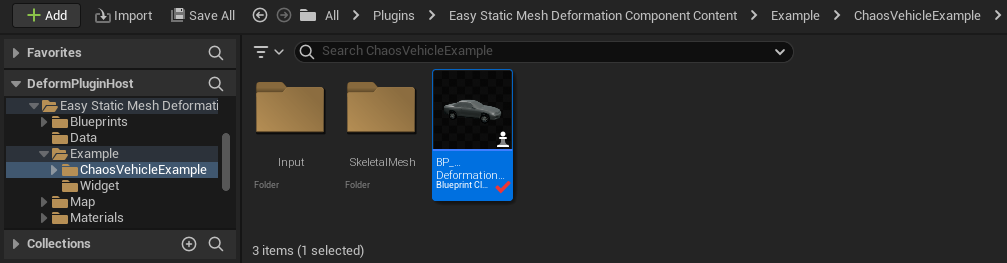 Add Import Save All All Plugins Easy Static Mesh Deformation Component Content Example ChaosVehicleExample
Favorites
Search ChaosVehicleExample
DeformPluginHost
Easy Static Mesh Deformati
Blueprints
Data
Example
ChaosVehicleExample
Widget
Map
Materials
Collections
Input
Folder
SkeletalMesh
Folder
BP_...
Deformation...
Blueprint Cl...
3 items (1 selected)